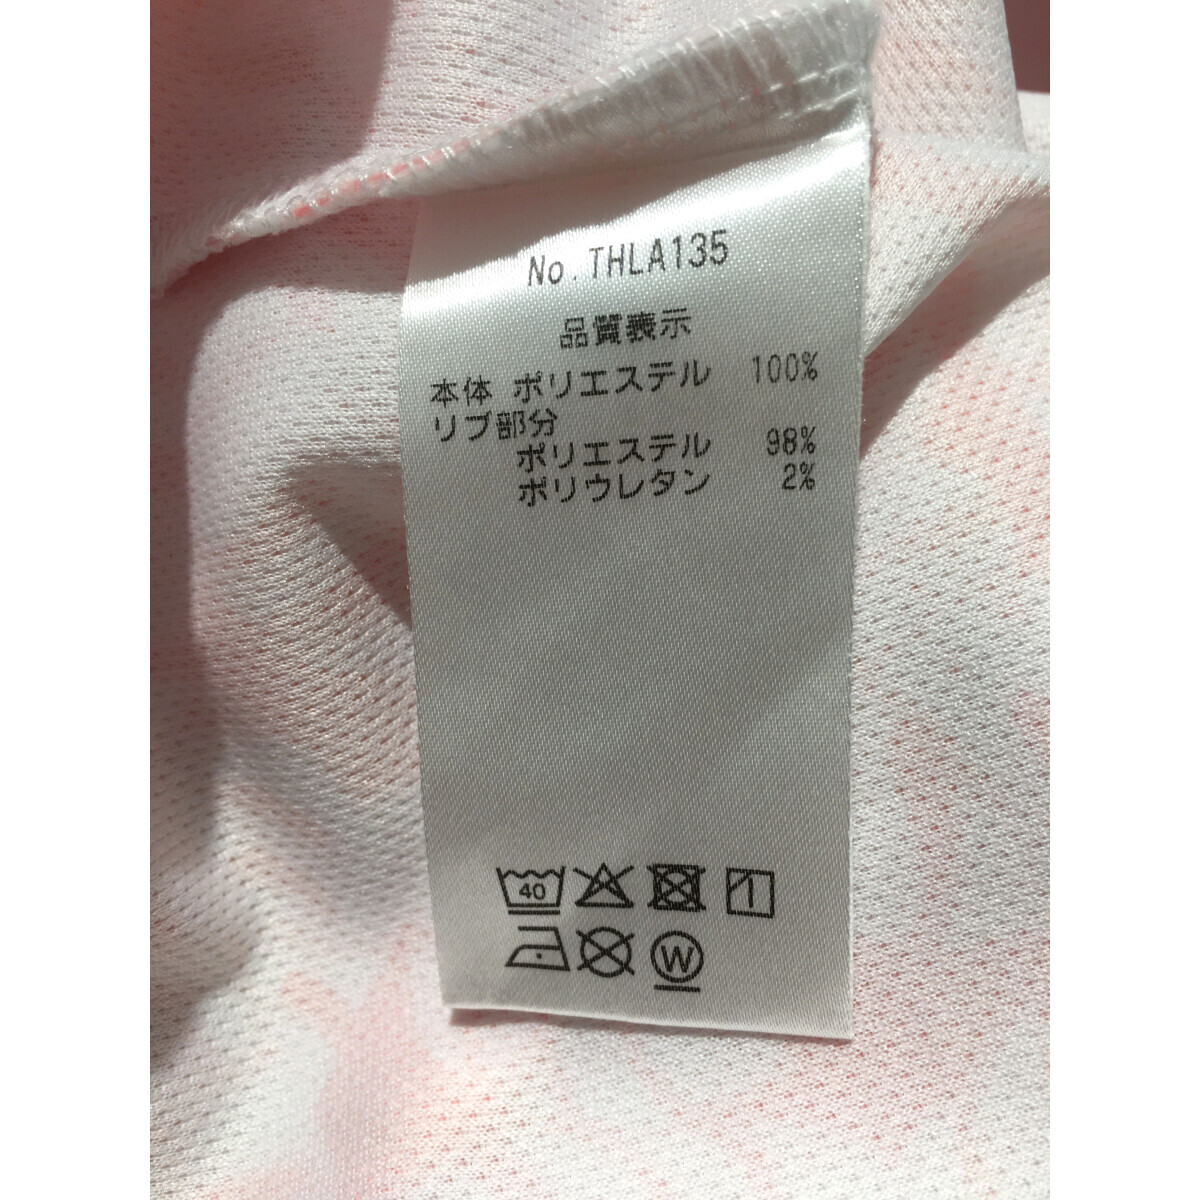 No.THLA135
品質表示
本体 ポリエステル 100%
リブ部分
ポリエステル 98%
ポリウレタン 2%
40
W